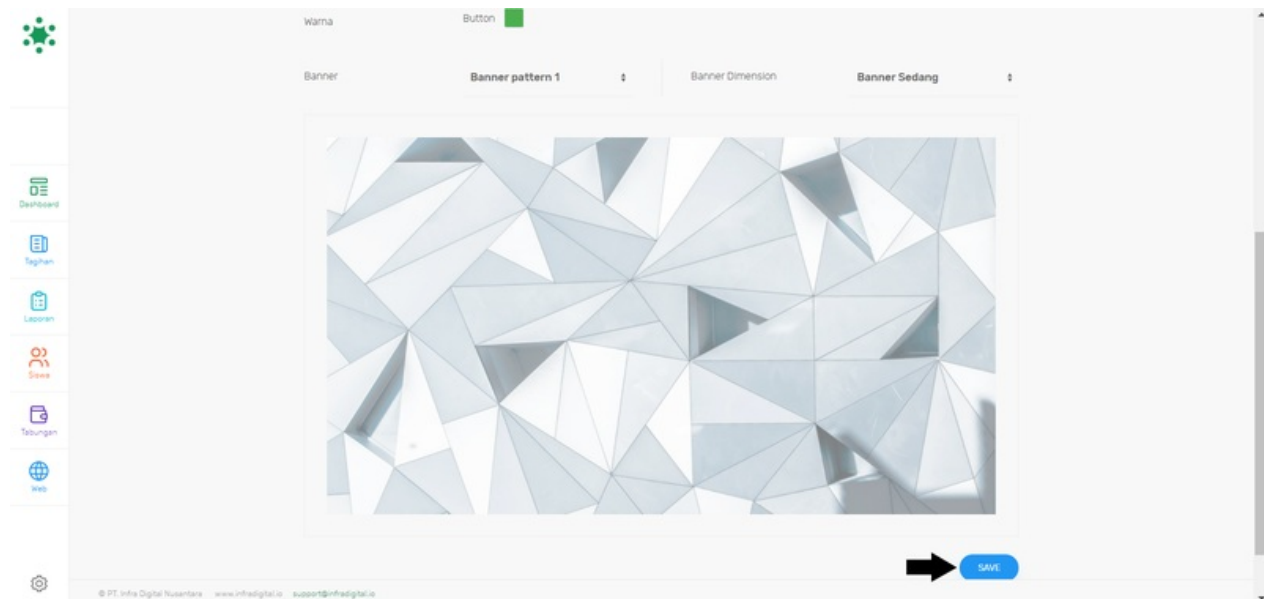 Warna
Button
Banner
Banner pattern 1
Banner Dimension
Banner Sedang
Dashboard
Tagihan
Laporan
Siswa
Tabungan
Web
SAVE
© PT. Infra Digital Nusantara www.infradigital.io support@infradigital.io